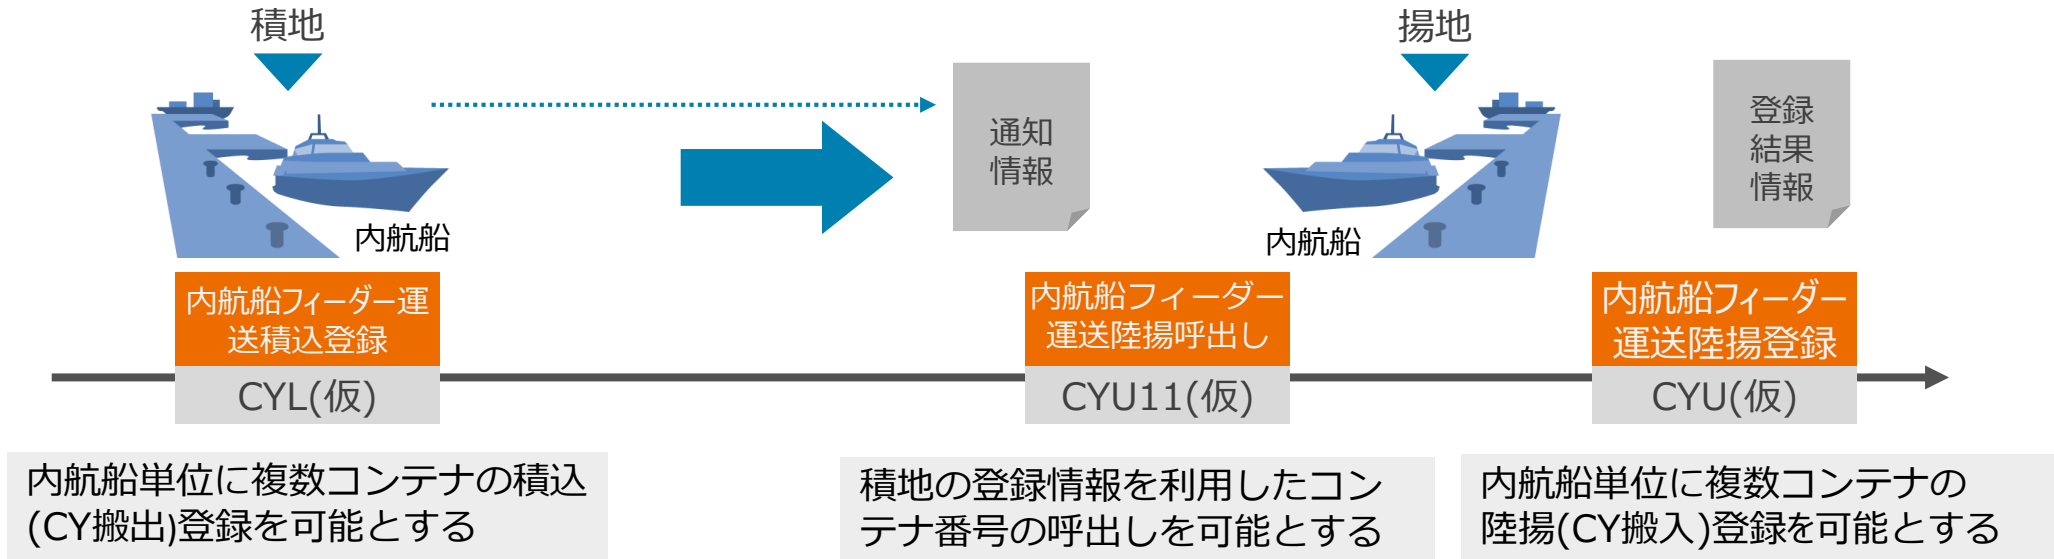 積地
揚地
通知
情報
登録
結果
情報
内航船
内航船
内航船フィーダー運
送積込登録
CYL(仮)
内航船フィーダー
運送陸揚呼出し
CYU11(仮)
内航船フィーダー
運送陸揚登録
CYU(仮)
内航船単位に複数コンテナの積込
(CY搬出)登録を可能とする
積地の登録情報を利用したコン
テナ番号の呼出しを可能とする
内航船単位に複数コンテナの
陸揚(CY搬入)登録を可能とする